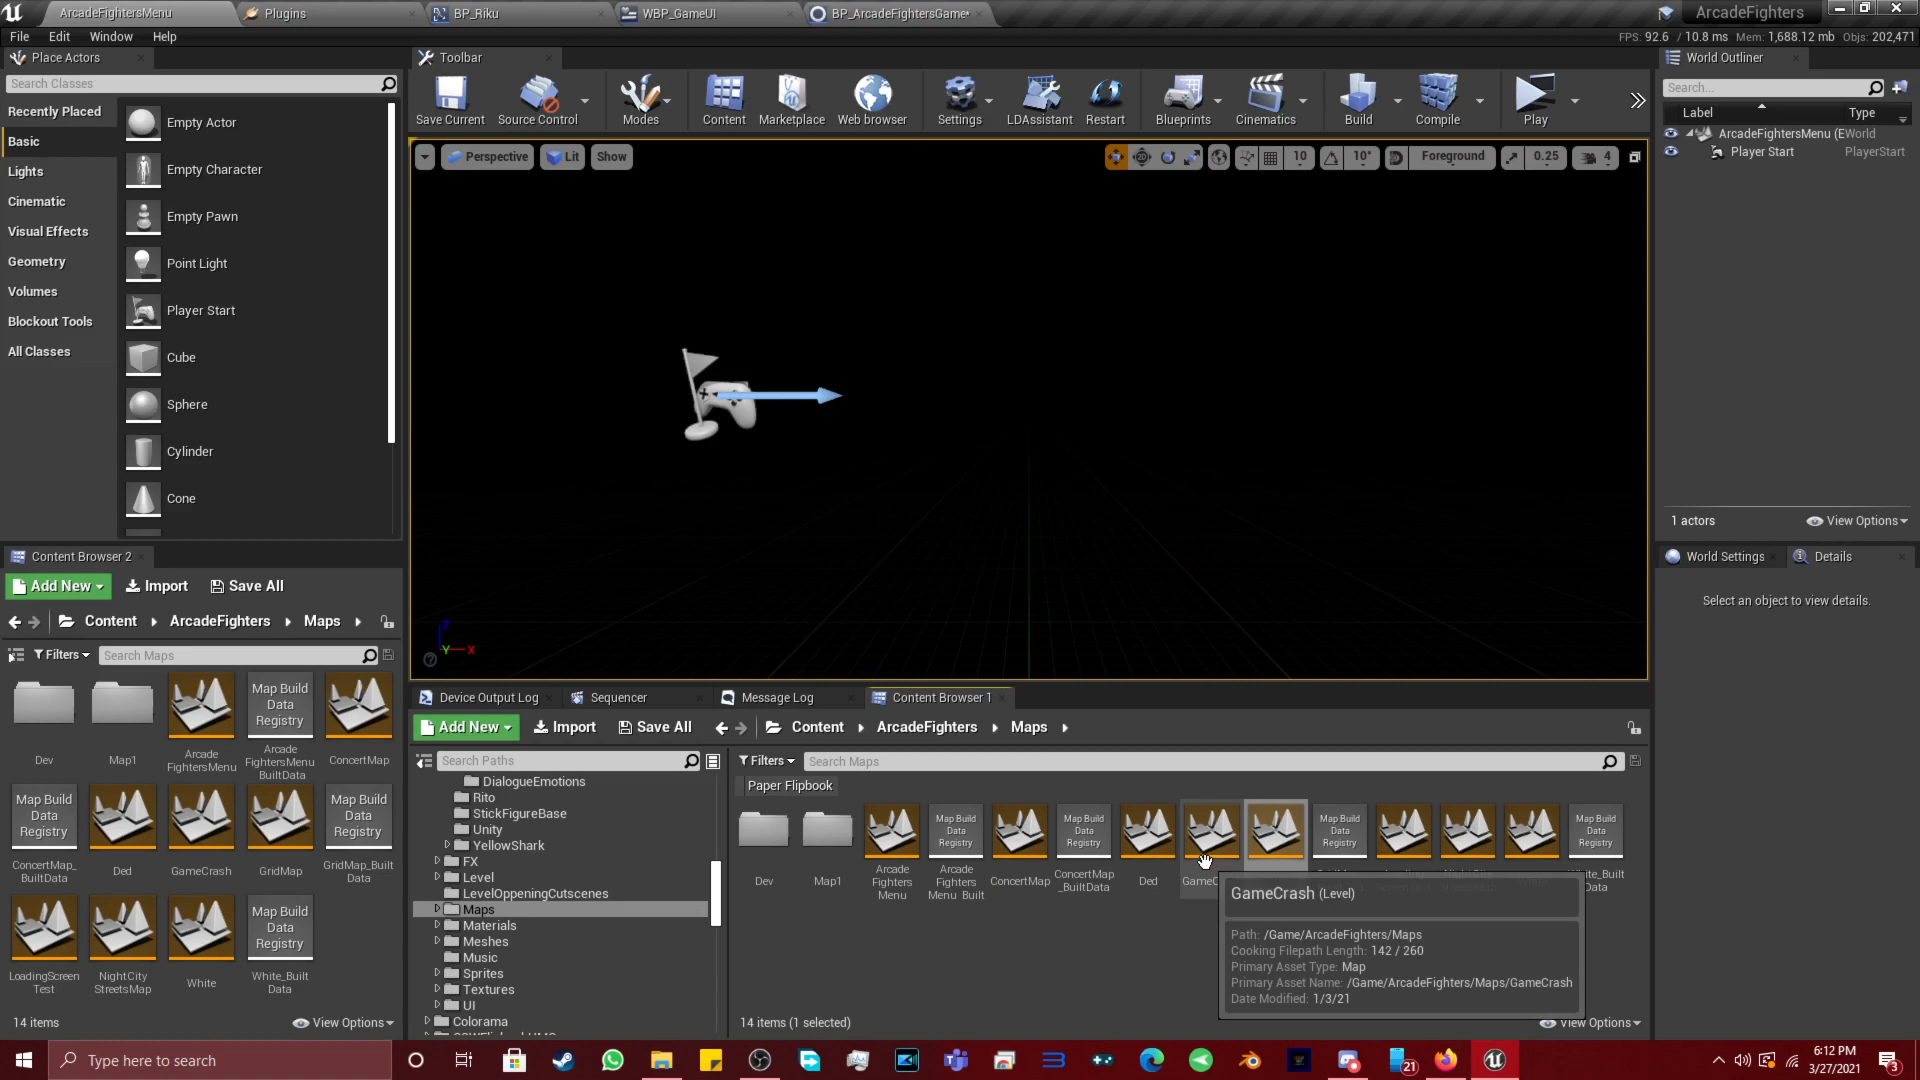 ArcadeFightersMenu
Plugins
BP_Riku
WBP_GameUI
BP_ArcadeFightersGame
ArcadeFighters
File Edit Window Help
FPS: 92.6 / 10.8 ms Mem: 1,688.12 mb Objs: 202,471
Place Actors
Search Classes
Recently Placed
Basic
Lights
Cinematic
Visual Effects
Geometry
Volumes
Blockout Tools
All Classes
Empty Actor
Empty Character
Empty Pawn
Point Light
Player Start
Cube
Sphere
Cylinder
Cone
Toolbar
Save Current
Source Control
Modes
Content
Marketplace
Web browser
Settings
LDAssistant
Restart
Blueprints
Cinematics
Build
Compile
Play
Perspective
Lit
Show
10
10°
Foreground
0.25
4
Z
Y
X
World Outliner
Search...
Label Type
ArcadeFightersMenu (E World
Player Start PlayerStart
1 actors
View Options
World Settings
Details
Select an object to view details.
Content Browser 2
Add New Import Save All
Content ArcadeFighters Maps
Filters
Search Maps
Dev
Map1
Arcade
FightersMenu
Map Build
Data
Registry
Arcade
FightersMenu
BuiltData
ConcertMap
Map Build
Data
Registry
ConcertMap_
BuiltData
Ded
GameCrash
GridMap
Map Build
Data
Registry
GridMap_Built
Data
LoadingScreen
Test
NightCity
StreetsMap
White
Map Build
Data
Registry
White_Built
Data
14 items
View Options
Device Output Log
Sequencer
Message Log
Content Browser 1
Add New Import Save All
Content ArcadeFighters Maps
Search Paths
DialogueEmotions
Rito
StickFigureBase
Unity
YellowShark
FX
Level
LevelOppeningCutscenes
Maps
Materials
Meshes
Music
Sprites
Textures
UI
Colorama
Filters
Search Maps
Paper Flipbook
Dev
Map1
Arcade
Fighters
Menu
Map Build
Data
Registry
Arcade
Fighters
Menu_Built
ConcertMap
Map Build
Data
Registry
ConcertMap
_BuiltData
Ded
GameC
Map Build
Data
Registry
Map Build
Data
Registry
White_Built
Data
GameCrash (Level)
Path: /Game/ArcadeFighters/Maps
Cooking Filepath Length: 142 / 260
Primary Asset Type: Map
Primary Asset Name: /Game/ArcadeFighters/Maps/GameCrash
Date Modified: 1/3/21
14 items (1 selected)
View Options
Type here to search
21
6:12 PM
3/27/2021
3